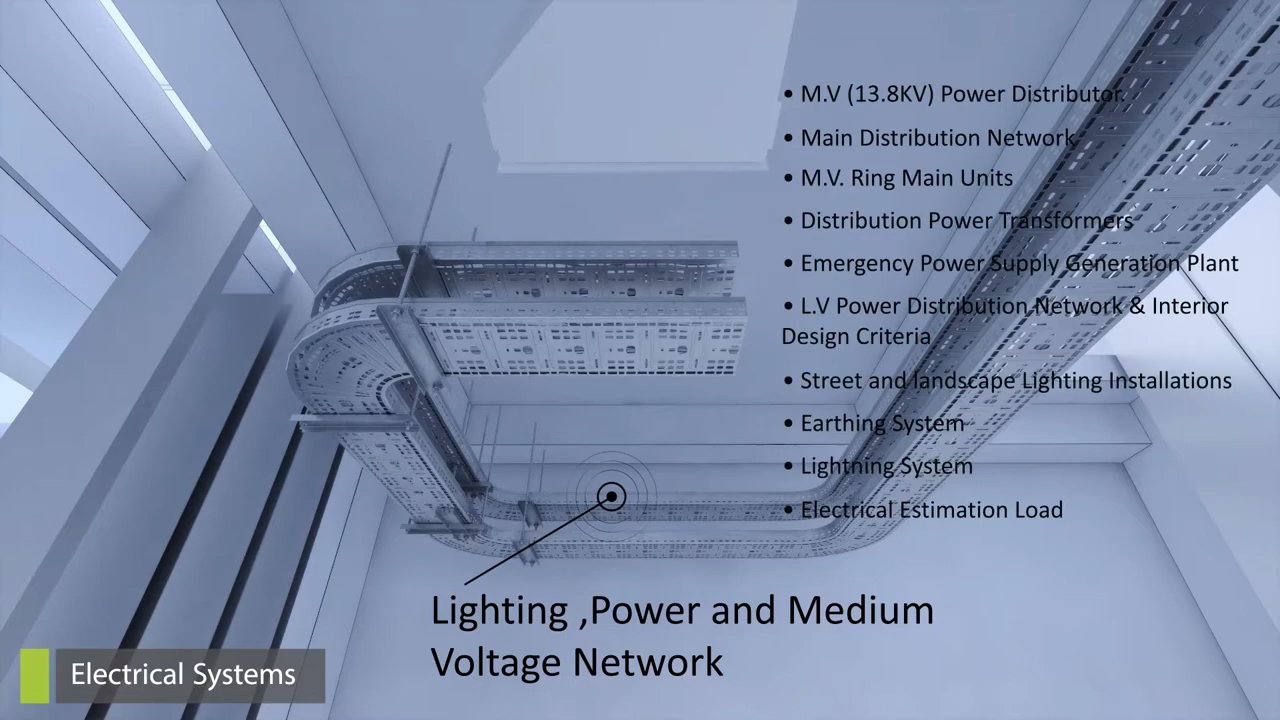 • M.V (13.8KV) Power Distributor.
• Main Distribution Network
• M.V. Ring Main Units
• Distribution Power Transformers
• Emergency Power Supply Generation Plant
• L.V Power Distribution Network & Interior
Design Criteria
• Street and landscape Lighting Installations
• Earthing System
• Lightning System
• Electrical Estimation Load
Lighting ,Power and Medium
Voltage Network
Electrical Systems